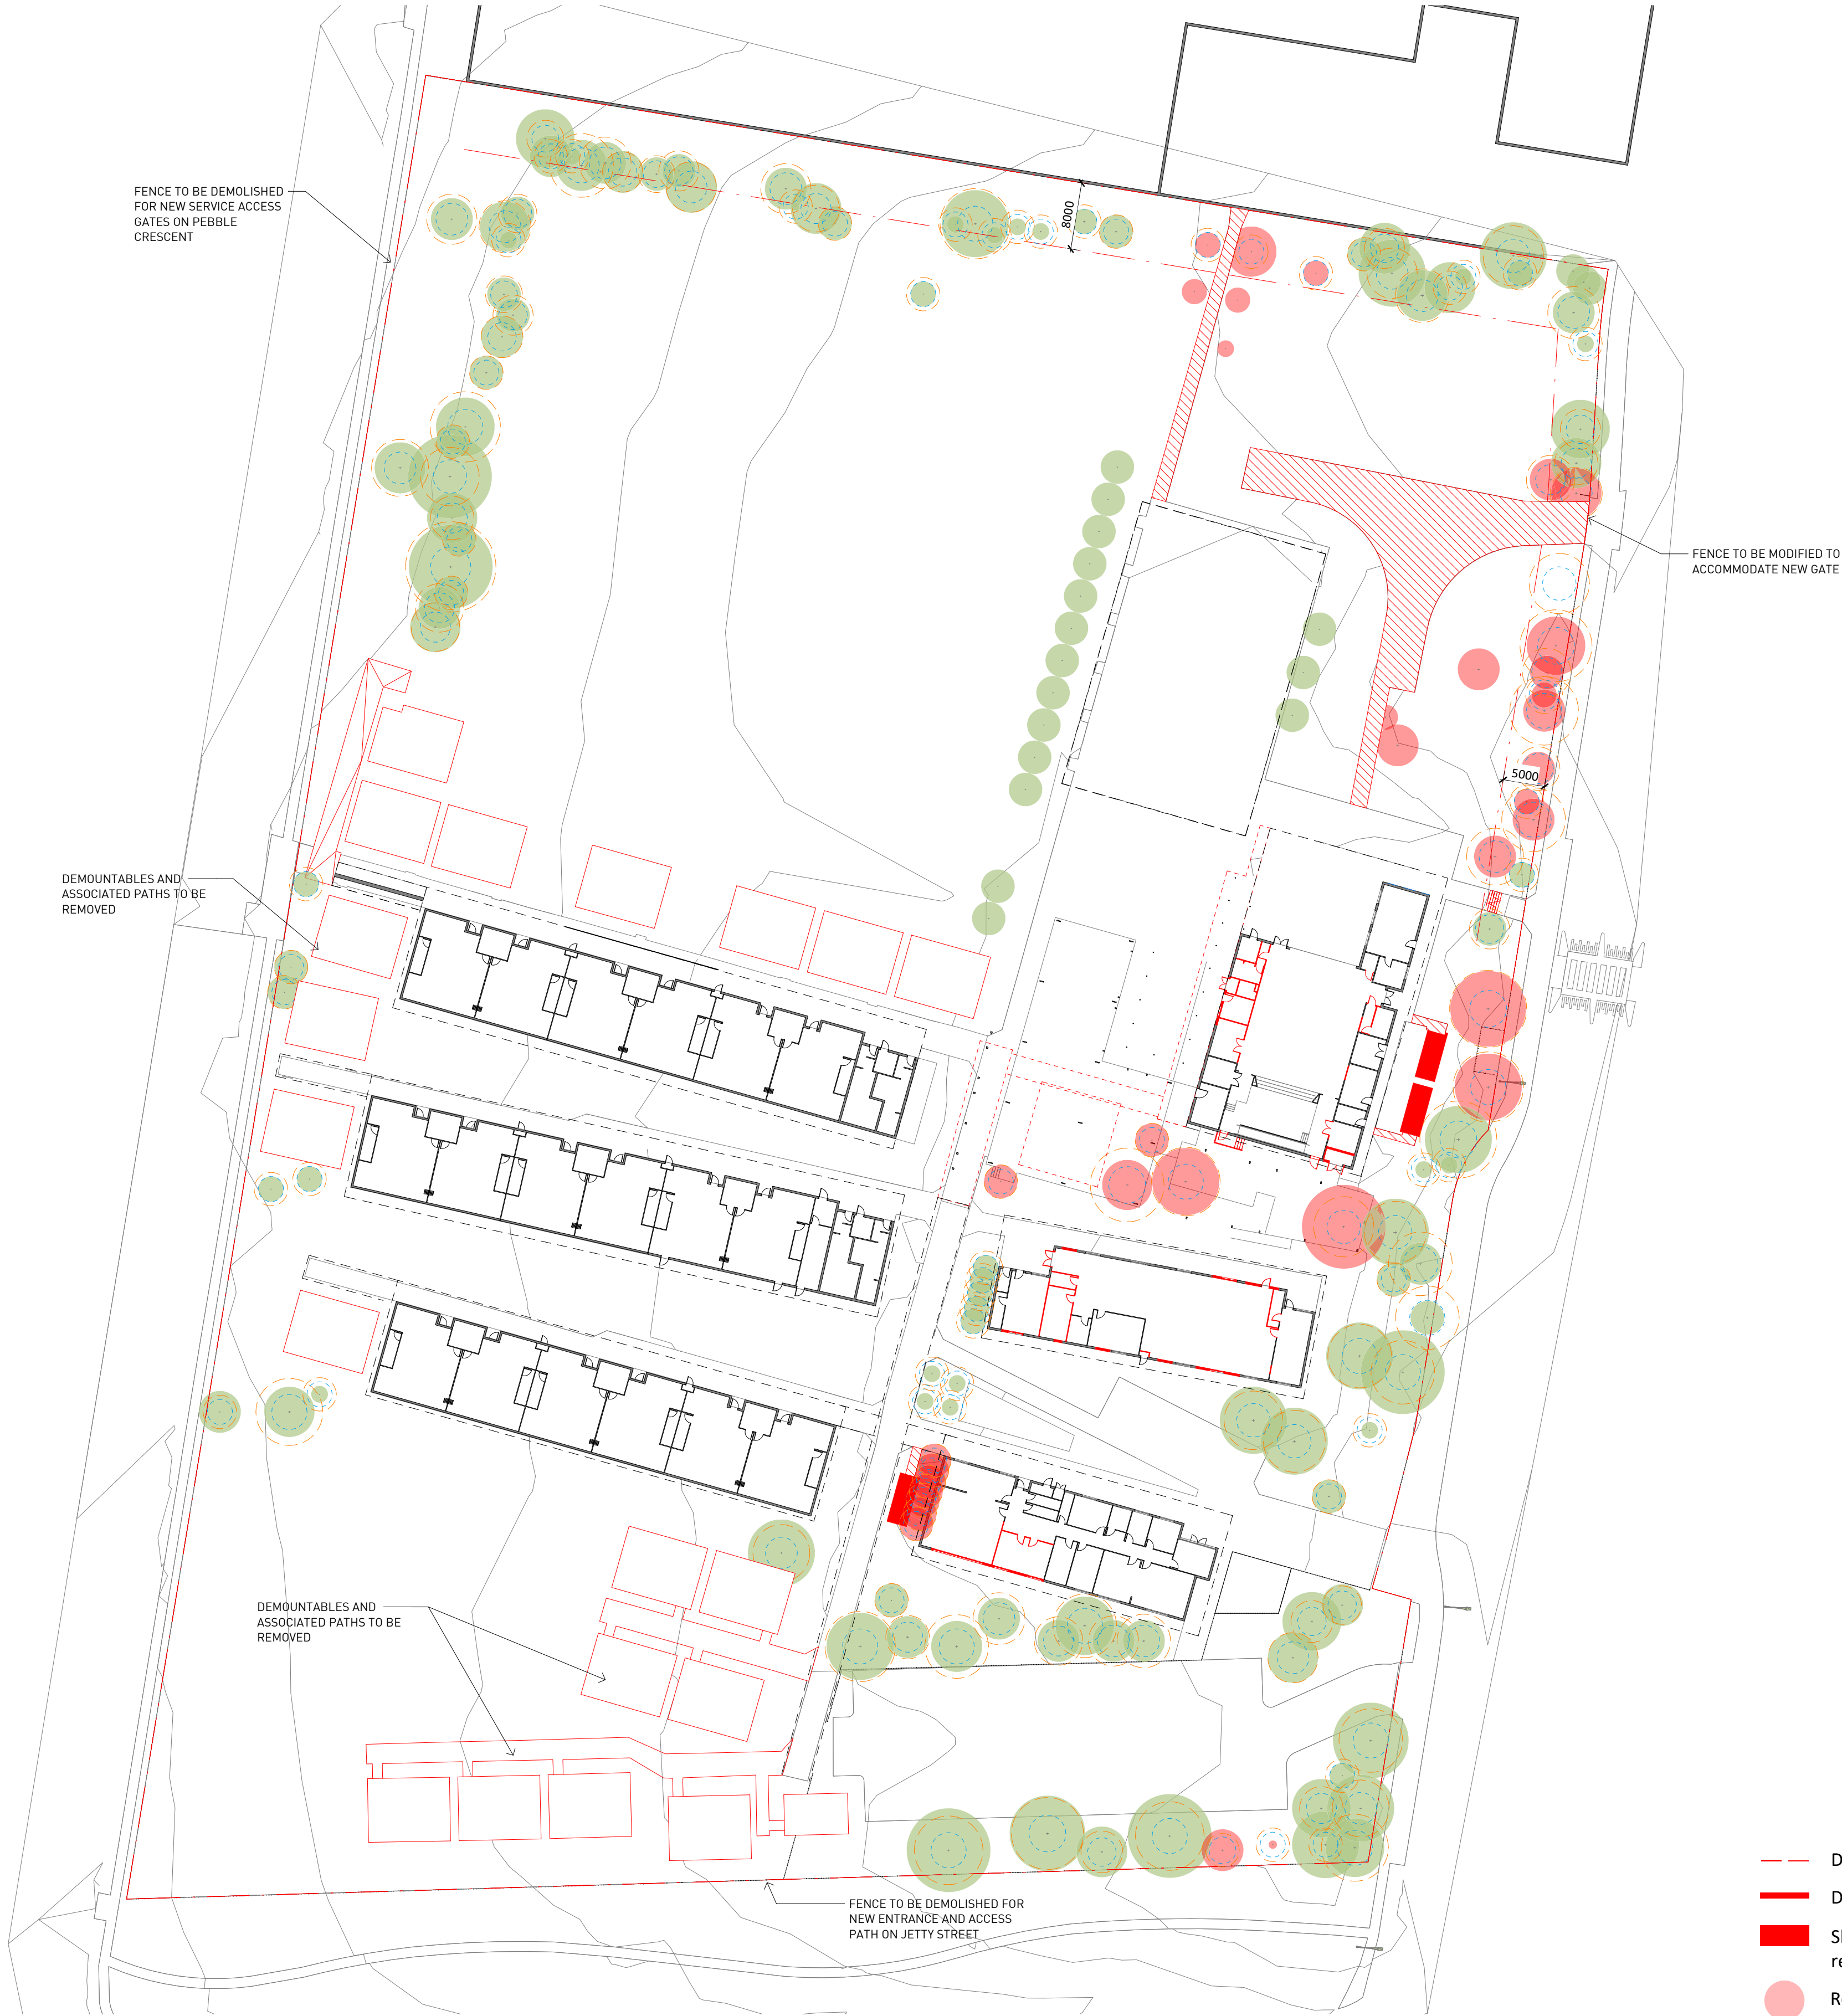 FENCE TO BE DEMOLISHED
FOR NEW SERVICE ACCESS
GATES ON PEBBLE
CRESCENT
8000
FENCE TO BE MODIFIED TO
ACCOMMODATE NEW GATE
5000
DEMOUNTABLES AND
ASSOCIATED PATHS TO BE
REMOVED
DEMOUNTABLES AND
ASSOCIATED PATHS TO BE
REMOVED
FENCE TO BE DEMOLISHED FOR
NEW ENTRANCE AND ACCESS
PATH ON JETTY STREET